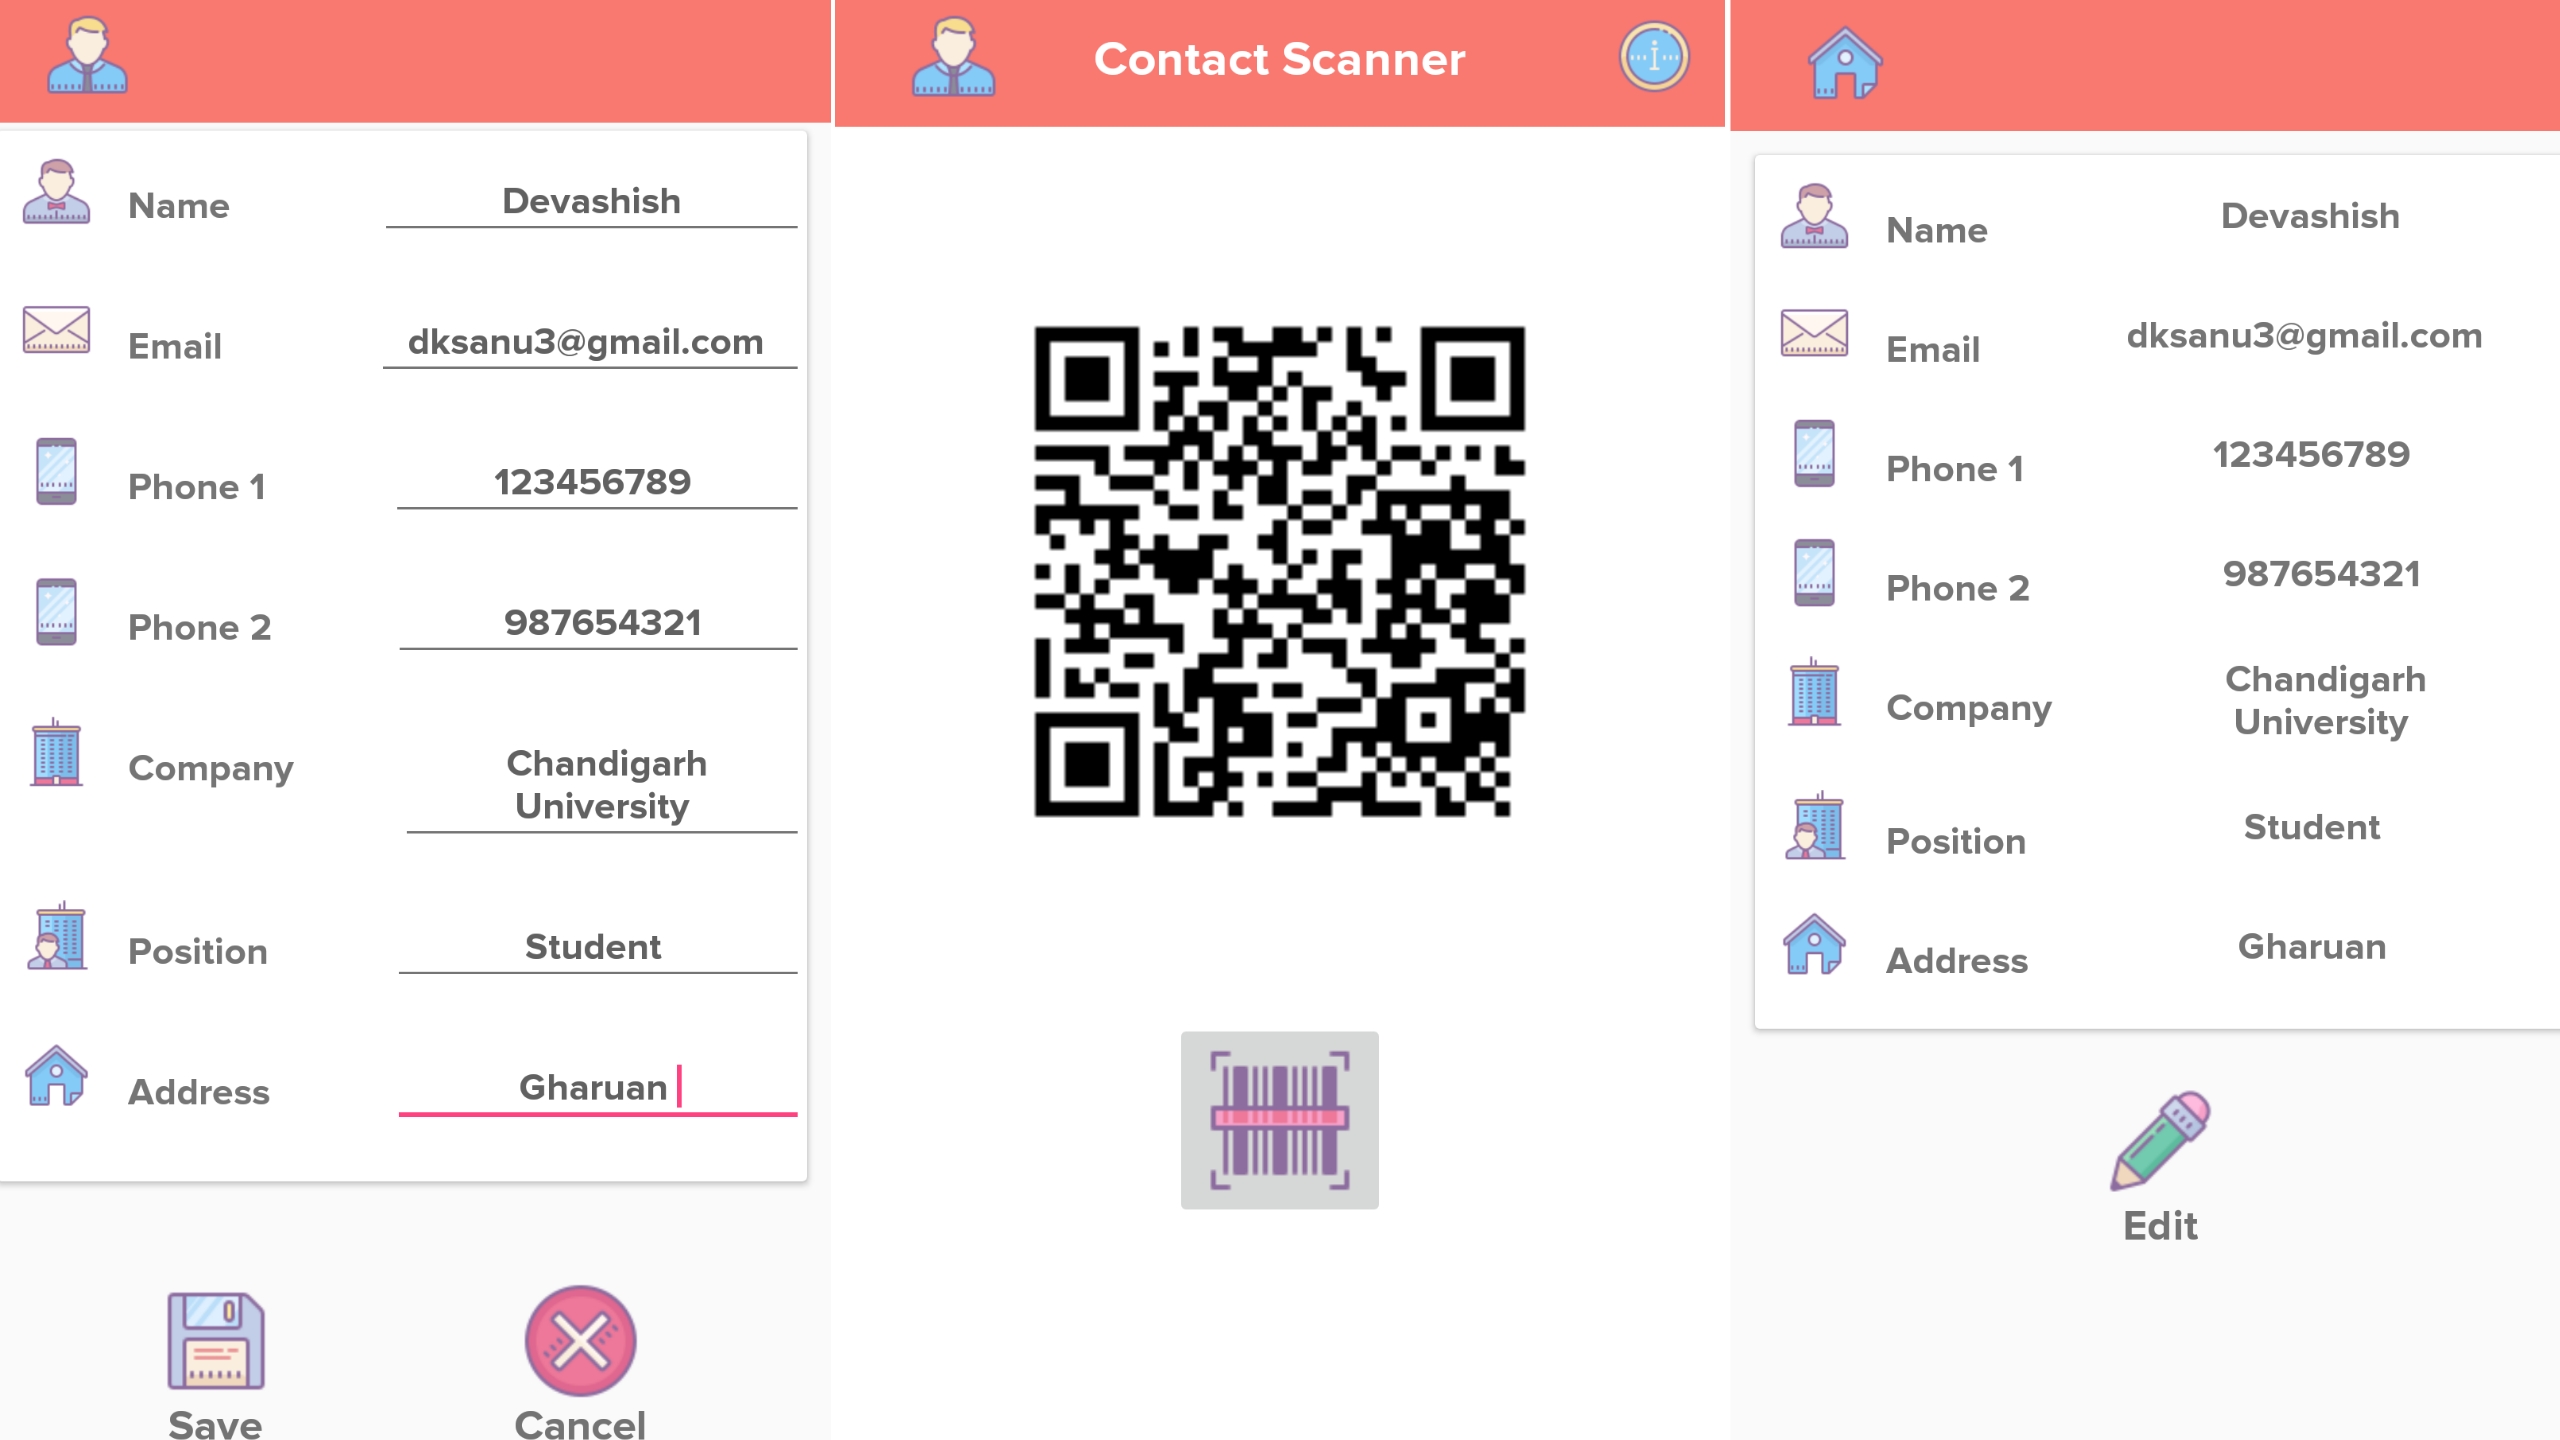 Name Devashish
Email dksanu3@gmail.com
Phone 1 123456789
Phone 2 987654321
Company Chandigarh
University
Position Student
Address Gharuan
Save Cancel
Contact Scanner
Name Devashish
Email dksanu3@gmail.com
Phone 1 123456789
Phone 2 987654321
Company Chandigarh
University
Position Student
Address Gharuan
Edit